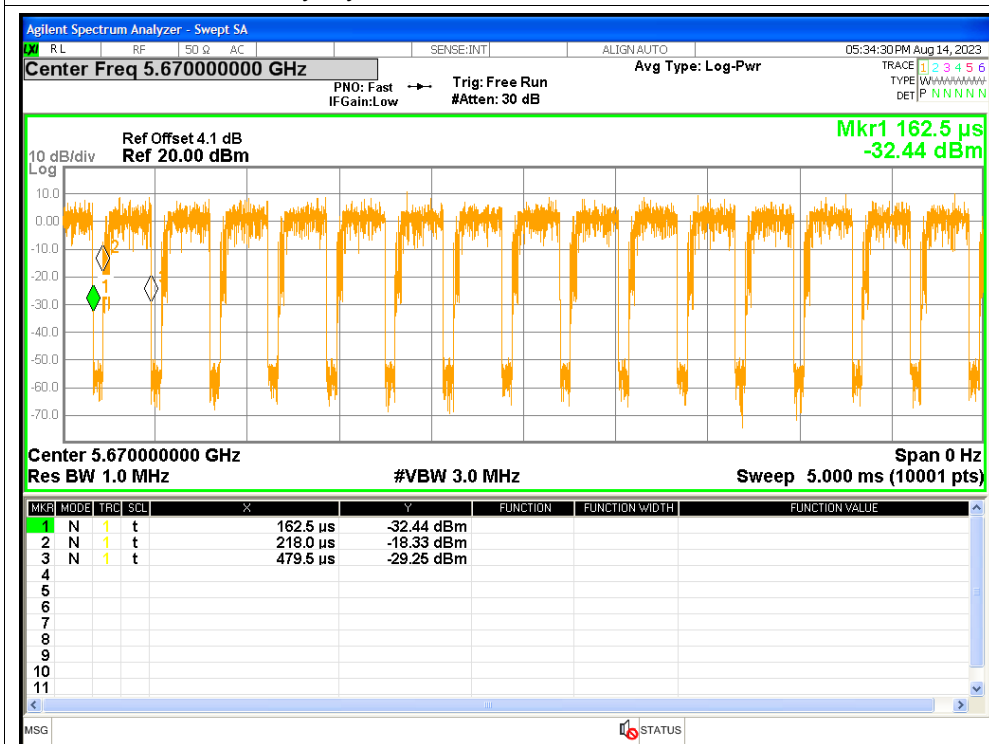 Agilent Spectrum Analyzer - Swept SA
LXI RL RF 50 Ω AC SENSE:INT ALIGN AUTO 05:34:30 PM Aug 14, 2023
Center Freq 5.670000000 GHz Avg Type: Log-Pwr TRACE 1 2 3 4 5 6
PNO: Fast Trig: Free Run TYPE WWWWWW
IFGain:Low #Atten: 30 dB DET P N N N N N
Mkr1 162.5 µs
Ref Offset 4.1 dB
10 dB/div Ref 20.00 dBm -32.44 dBm
Log
10.0
0.00
-10.0
2
-20.0
1
-30.0
-40.0
-50.0
-60.0
-70.0
Center 5.670000000 GHz Span 0 Hz
Res BW 1.0 MHz #VBW 3.0 MHz Sweep 5.000 ms (10001 pts)
MKR MODE TRC SCL X Y FUNCTION FUNCTION WIDTH FUNCTION VALUE
1 N 1 t 162.5 µs -32.44 dBm
2 N 1 t 218.0 µs -18.33 dBm
3 N 1 t 479.5 µs -29.25 dBm
4
5
6
7
8
9
10
11
MSG STATUS